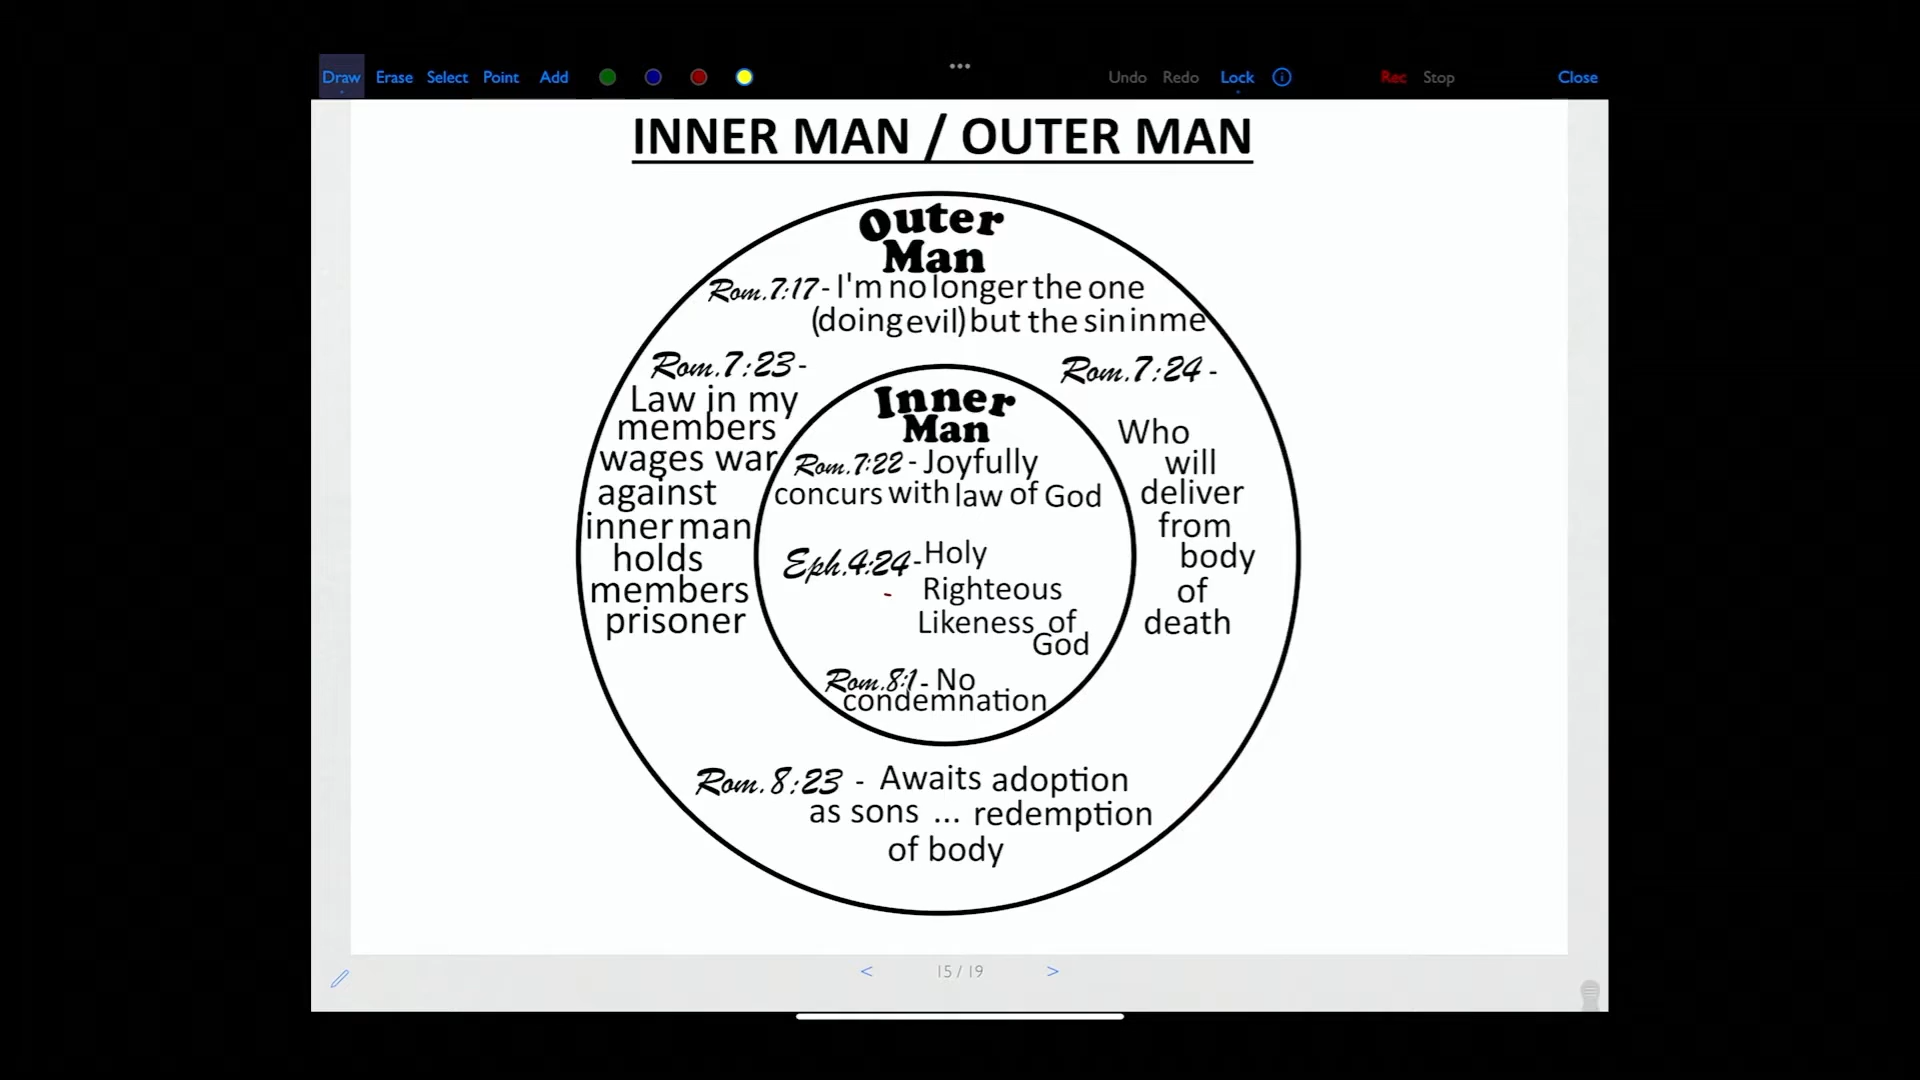 Draw Erase Select Point Add Undo Redo Lock Rec Stop Close
INNER MAN / OUTER MAN
Outer
Man
Rom.7:17 - I'm no longer the one
(doing evil) but the sin in me
Rom.7:23 -
Law in my
members
wages war
against
inner man
holds
members
prisoner
Inner
Man
Rom.7:22 - Joyfully
concurs with law of God
Eph.4:24 - Holy
Righteous
Likeness of
God
Rom.8:1 - No
condemnation
Rom.7:24 -
Who
will
deliver
from
body
of
death
Rom.8:23 - Awaits adoption
as sons ... redemption
of body
< 15 / 19 >